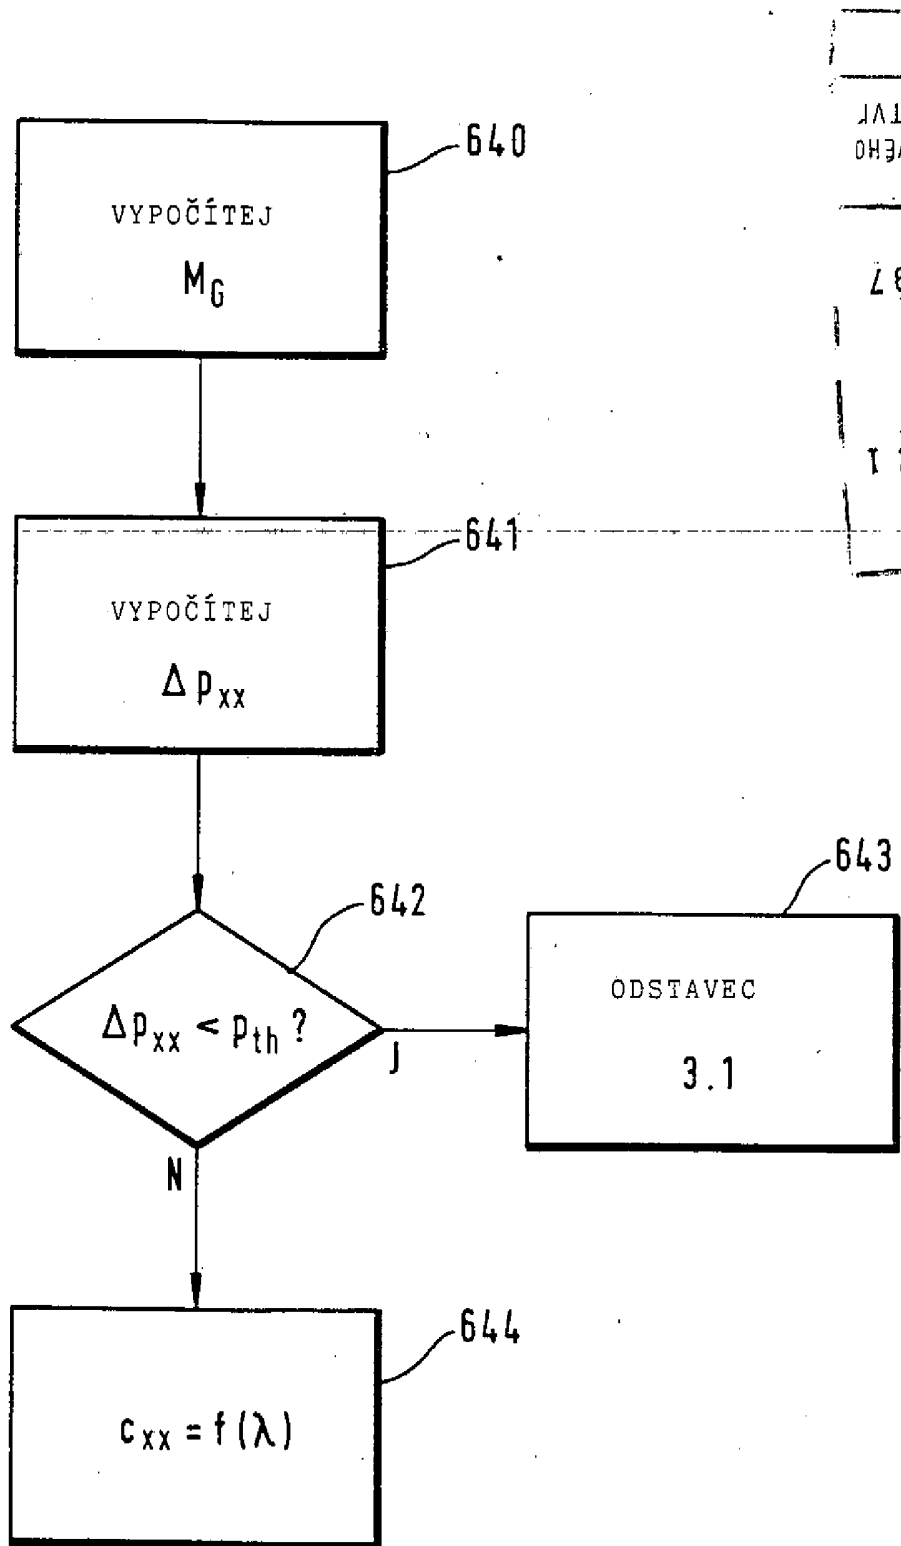 640
VYPOČÍTEJ
M_G
641
VYPOČÍTEJ
Δp_xx
642
Δp_xx < p_th ?
J
N
643
ODSTAVEC
3.1
644
c_xx = f(λ)